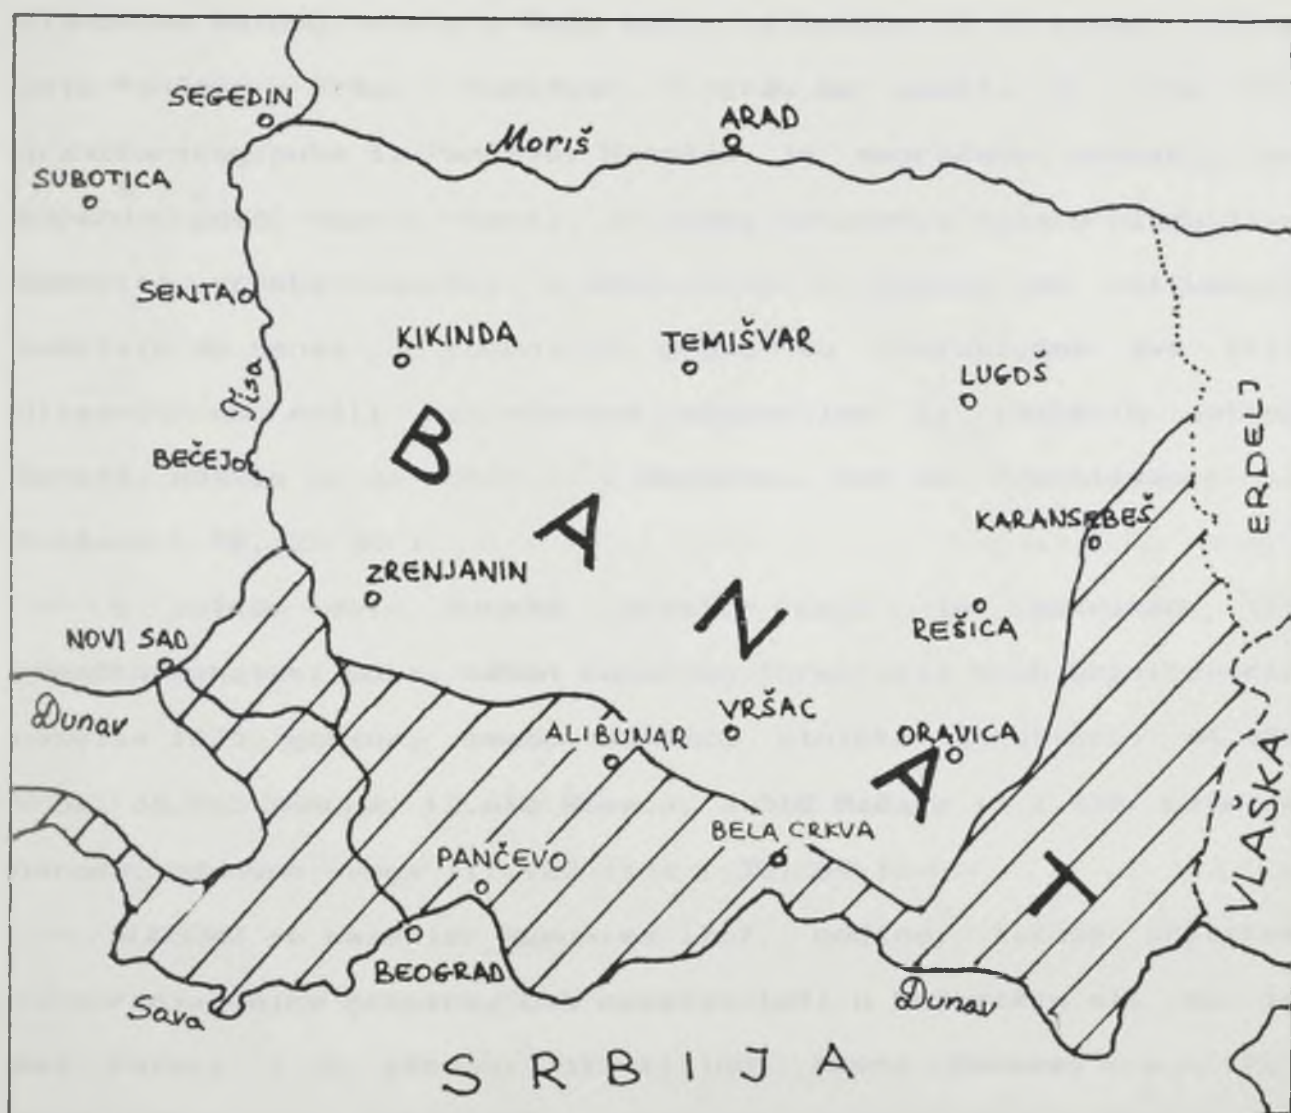 SEGEDIN
Moriš
ARAD
SUBOTICA
SENTA
KIKINDA
TEMIŠVAR
LUGOŠ
Tisa
ERDELJ
BANAT
BEČEJ
KARANSEBEŠ
ZRENJANIN
REŠICA
NOVI SAD
Dunav
VRŠAC
ALIBUNAR
ORAVICA
VLAŠKA
BELA CRKVA
PANČEVO
BEOGRAD
Sava
Dunav
SRBIJA